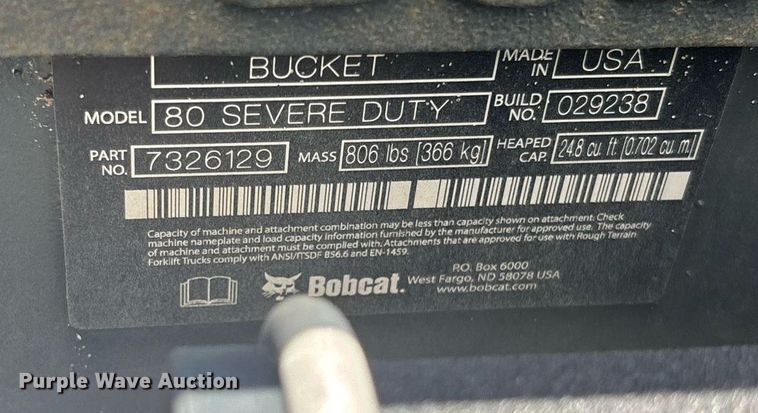 BUCKET MADE IN USA
MODEL 80 SEVERE DUTY BUILD NO. 029238
PART NO. 7326129 MASS 806 lbs [366 kg] HEAPED CAP. 24.8 cu. ft. [0.702 cu. m.]
Capacity of machine and attachment combination may be less than capacity shown on attachment. Check
machine nameplate and load capacity information furnished by the manufacturer for approved use. The capacity
of machine and attachment must be complied with. Attachments that are approved for use with Rough Terrain
Forklift Trucks comply with ANSI/ITSDF B56.6 and EN-1459.
Bobcat.
P.O. Box 6000
West Fargo, ND 58078 USA
www.bobcat.com
Purple Wave Auction